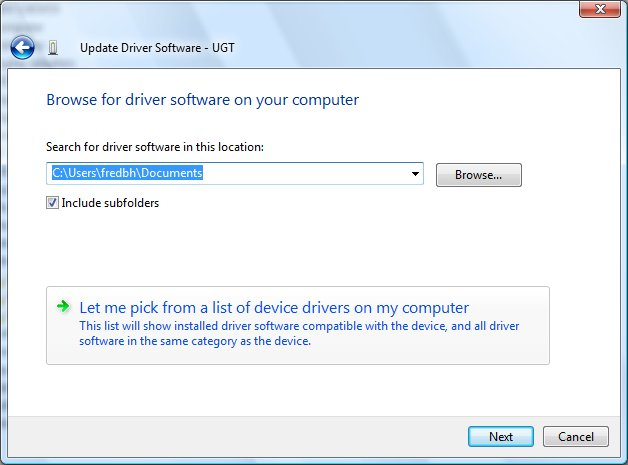 Update Driver Software - UGT
Browse for driver software on your computer
Search for driver software in this location:
C:\Users\fredbh\Documents
Browse...
Include subfolders
Let me pick from a list of device drivers on my computer
This list will show installed driver software compatible with the device, and all driver
software in the same category as the device.
Next
Cancel